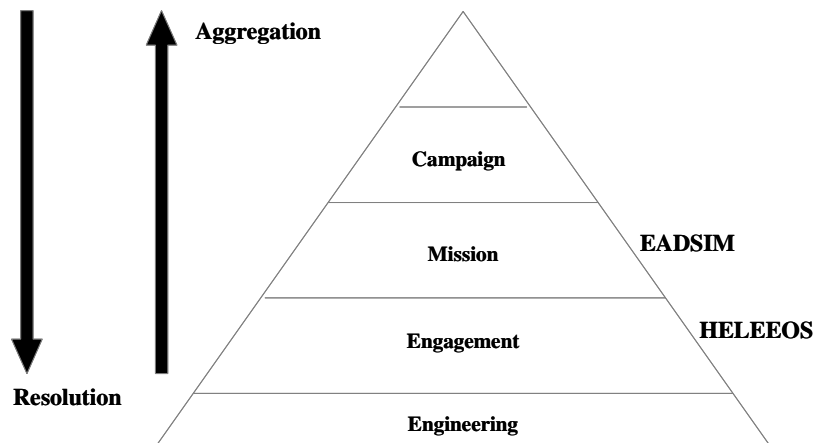 Aggregation
Campaign
Mission
EADSIM
Engagement
HELEEOS
Resolution
Engineering